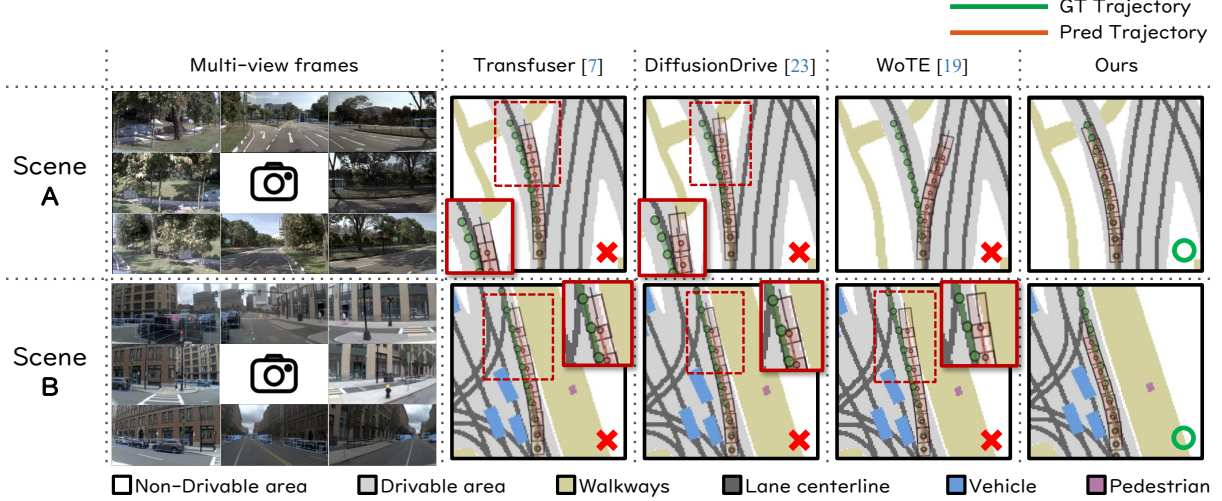 GT Trajectory
Pred Trajectory
Multi-view frames Transfuser [7] DiffusionDrive [23] WoTE [19] Ours
Scene
A
Scene
B
Non-Drivable area Drivable area Walkways Lane centerline Vehicle Pedestrian